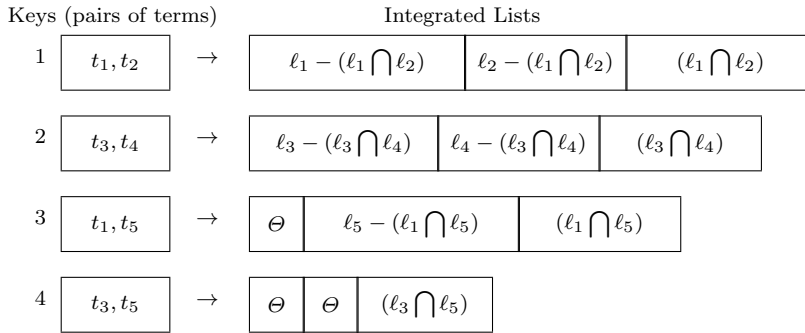 Keys (pairs of terms) Integrated Lists
1 t₁, t₂ → ℓ₁ − (ℓ₁ ⋂ ℓ₂) ℓ₂ − (ℓ₁ ⋂ ℓ₂) (ℓ₁ ⋂ ℓ₂)
2 t₃, t₄ → ℓ₃ − (ℓ₃ ⋂ ℓ₄) ℓ₄ − (ℓ₃ ⋂ ℓ₄) (ℓ₃ ⋂ ℓ₄)
3 t₁, t₅ → Θ ℓ₅ − (ℓ₁ ⋂ ℓ₅) (ℓ₁ ⋂ ℓ₅)
4 t₃, t₅ → Θ Θ (ℓ₃ ⋂ ℓ₅)